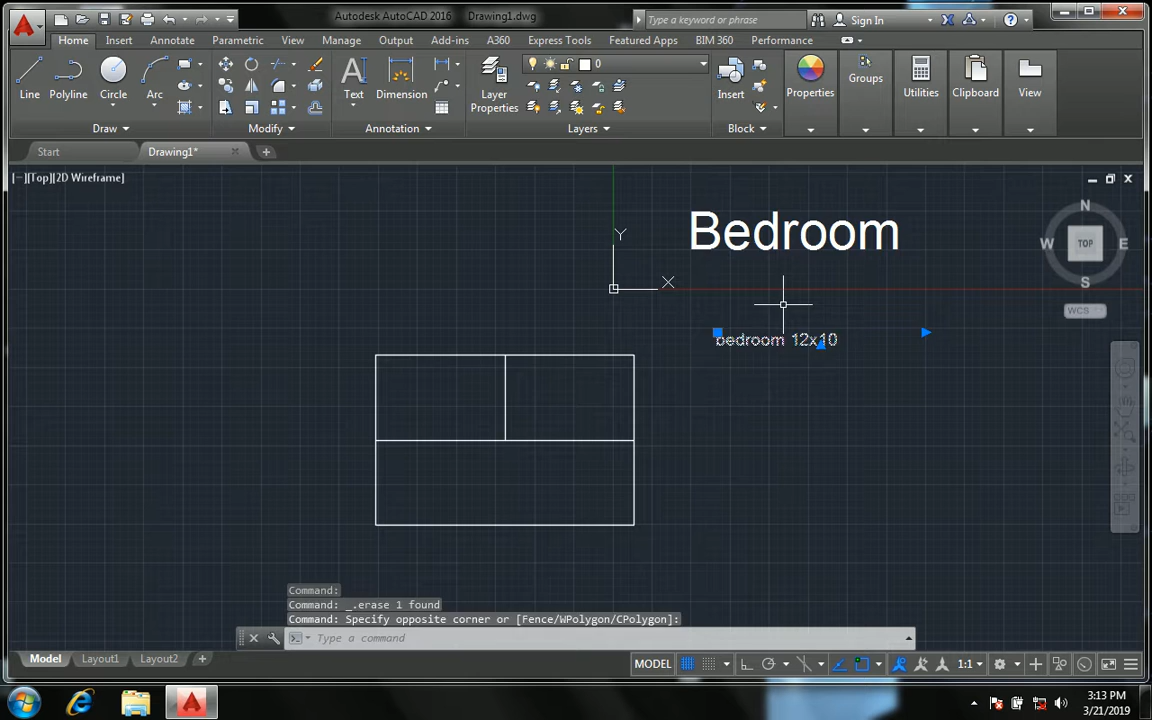 Autodesk AutoCAD 2016 Drawing1.dwg
Type a keyword or phrase
Sign In
Home Insert Annotate Parametric View Manage Output Add-ins A360 Express Tools Featured Apps BIM 360 Performance
Line Polyline Circle Arc
Text Dimension
Layer Properties
0
Insert Properties Groups Utilities Clipboard View
Draw Modify Annotation Layers Block
Start Drawing1*
[−][Top][2D Wireframe]
Bedroom
Y
X
bedroom 12x10
N
W TOP E
S
WCS
Command:
Command: _.erase 1 found
Command: Specify opposite corner or [Fence/WPolygon/CPolygon]:
Type a command
Model Layout1 Layout2
MODEL
1:1
3:13 PM
3/21/2019